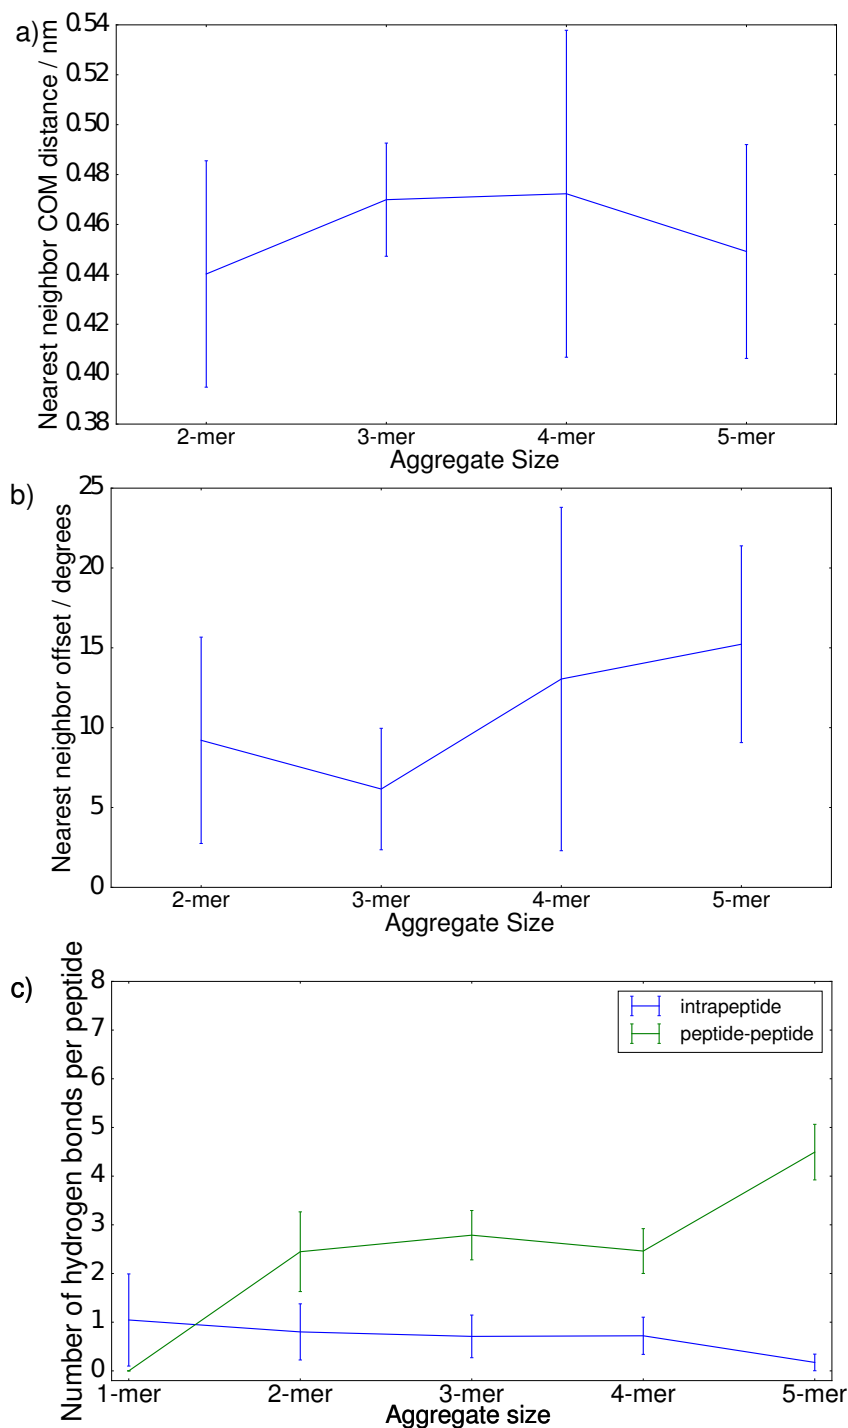 a)
Nearest neighbor COM distance / nm
0.54
0.52
0.50
0.48
0.46
0.44
0.42
0.40
0.38
2-mer 3-mer 4-mer 5-mer
Aggregate Size
b)
Nearest neighbor offset / degrees
25
20
15
10
5
0
2-mer 3-mer 4-mer 5-mer
Aggregate Size
c)
Number of hydrogen bonds per peptide
8
7
6
5
4
3
2
1
0
intrapeptide
peptide-peptide
1-mer 2-mer 3-mer 4-mer 5-mer
Aggregate size